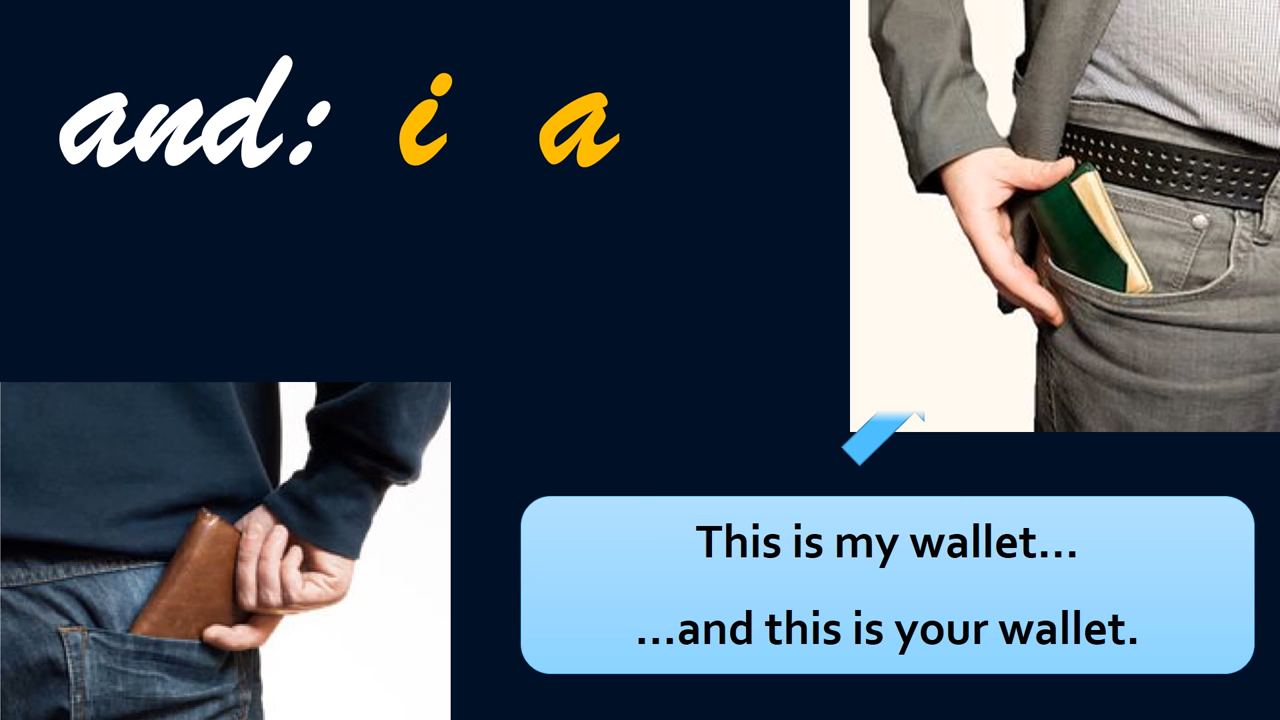 and: i a
This is my wallet...
...and this is your wallet.